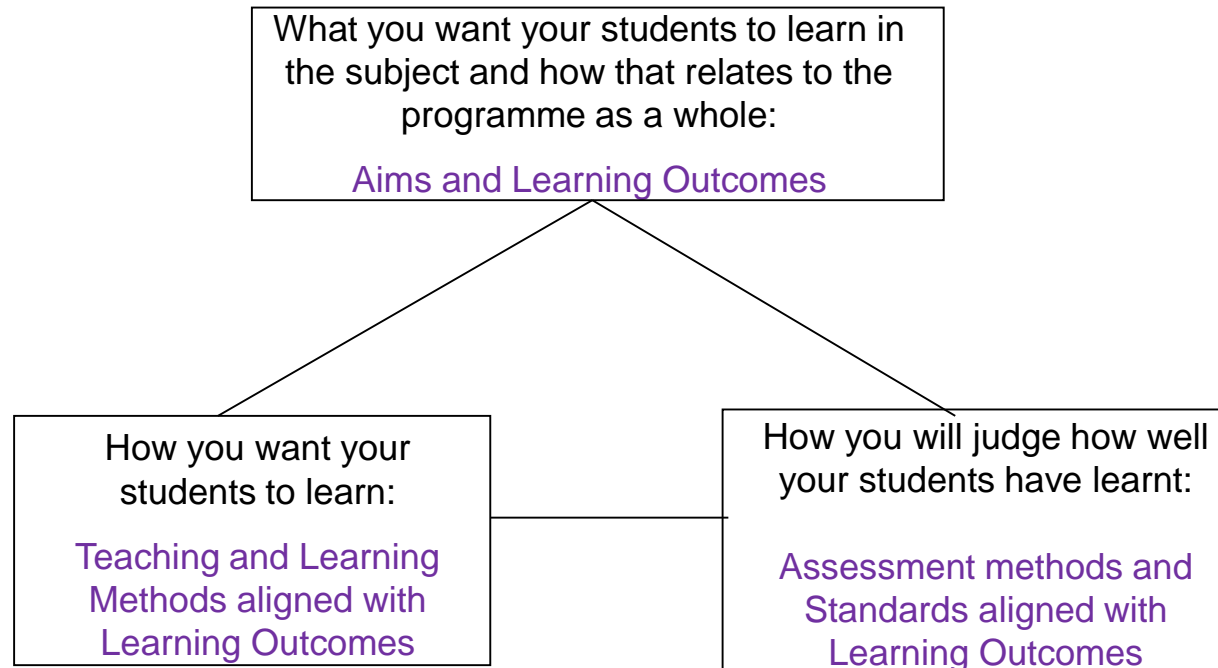 What you want your students to learn in
the subject and how that relates to the
programme as a whole:
Aims and Learning Outcomes
How you want your
students to learn:
Teaching and Learning
Methods aligned with
Learning Outcomes
How you will judge how well
your students have learnt:
Assessment methods and
Standards aligned with
Learning Outcomes